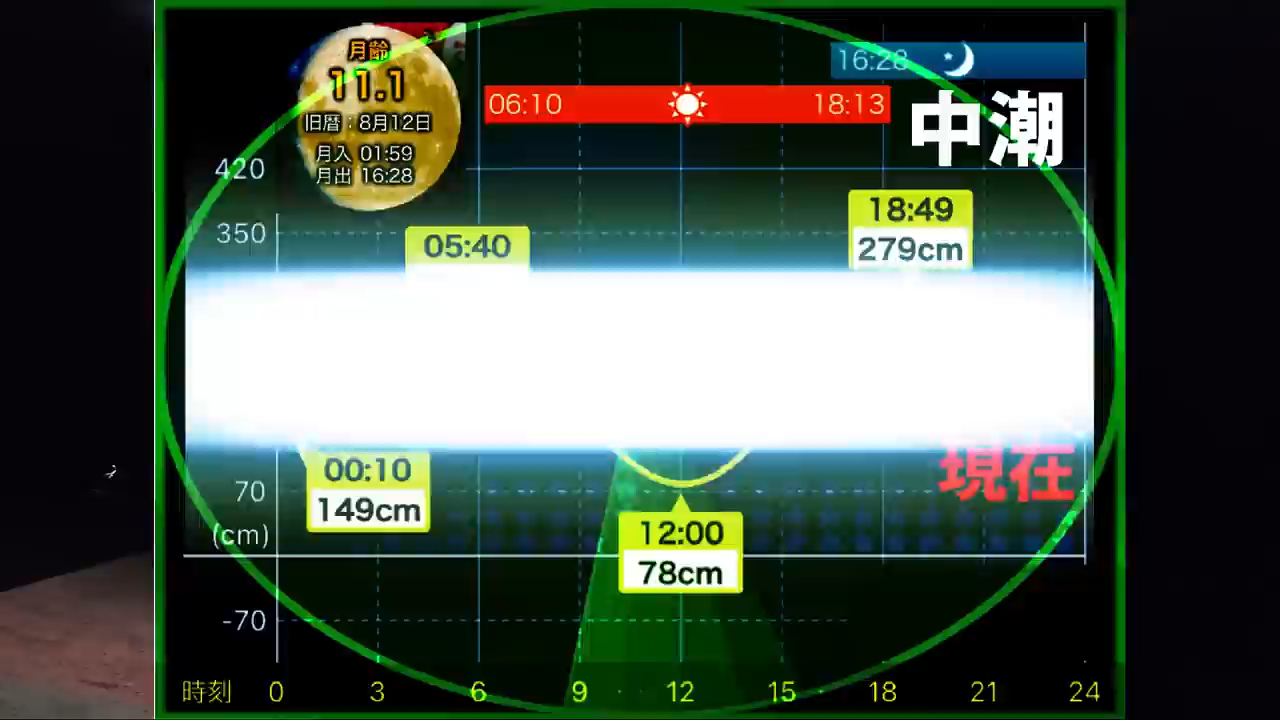 月齢
11.1
旧暦：8月12日
月入 01:59
月出 16:28
16:28
06:10
18:13
中潮
420
350
18:49
279cm
05:40
現在
00:10
149cm
70
(cm)
12:00
78cm
-70
時刻 0 3 6 9 12 15 18 21 24